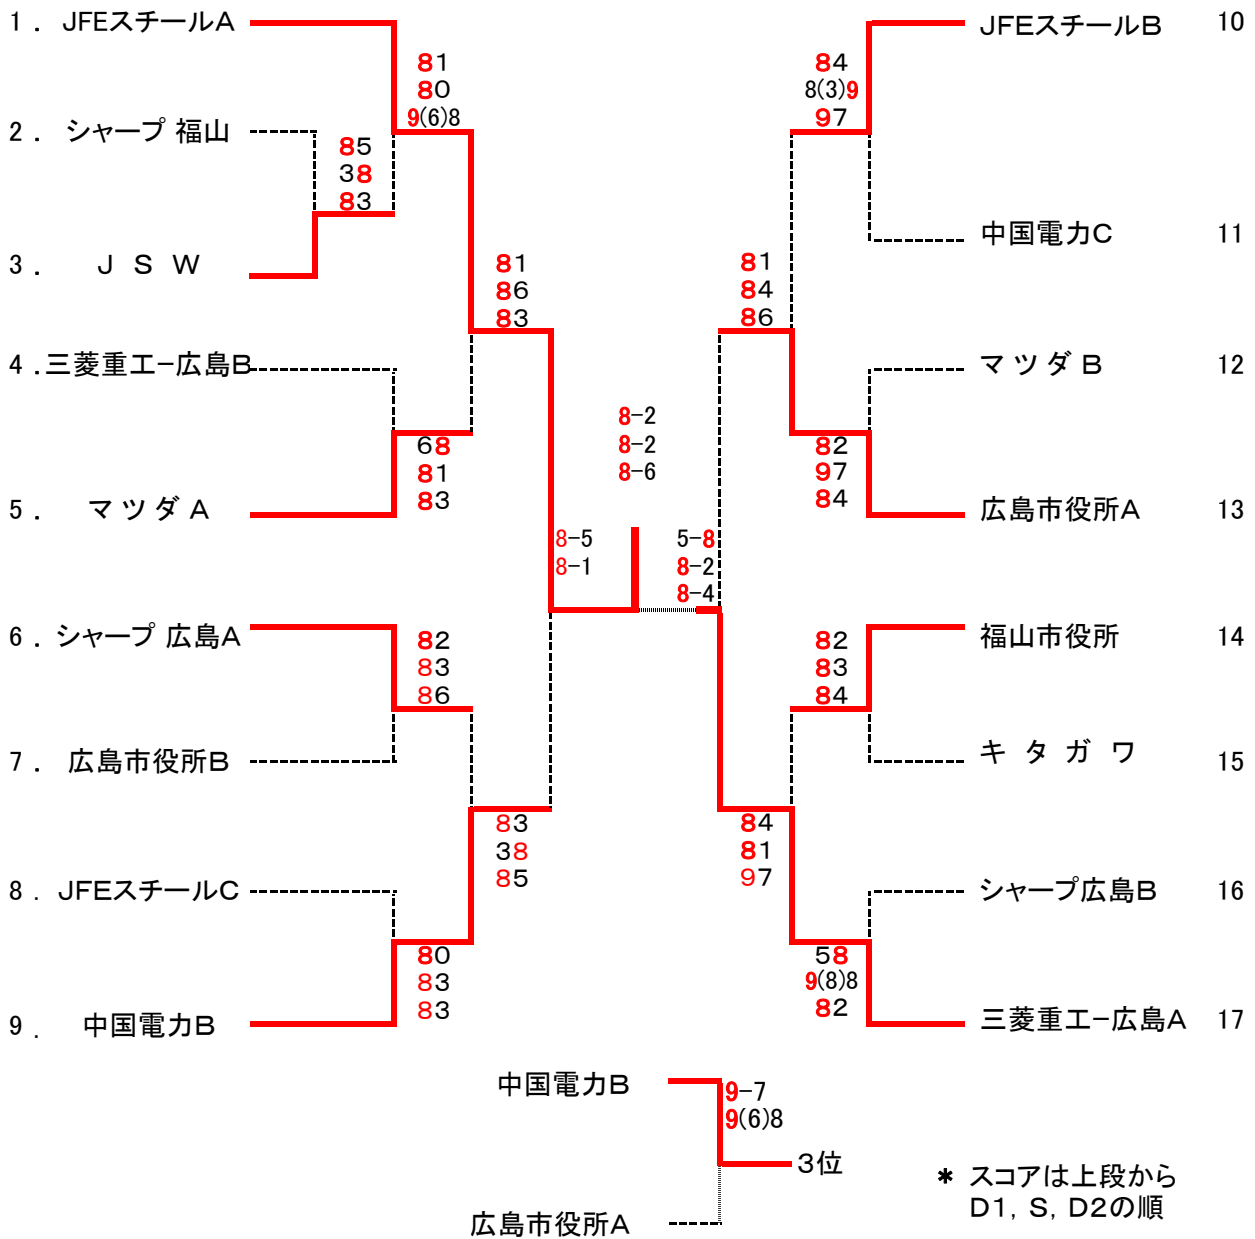 1. JFEスチールA
2. シャープ 福山
3. J S W
4.三菱重工-広島B
5. マツダ A
6. シャープ 広島A
7. 広島市役所B
8. JFEスチールC
9. 中国電力B
81
80
9(6)8
85
38
83
81
86
83
68
81
83
8-5
8-1
82
83
86
83
38
85
80
83
83
8-2
8-2
8-6
5-8
8-2
8-4
JFEスチールB 10
中国電力C 11
マツダ B 12
広島市役所A 13
福山市役所 14
キタガワ 15
シャープ広島B 16
三菱重工-広島A 17
84
8(3)9
97
81
84
86
82
97
84
82
83
84
84
81
97
58
9(8)8
82
中国電力B
9-7
9(6)8
3位
広島市役所A
* スコアは上段から
D1, S, D2の順